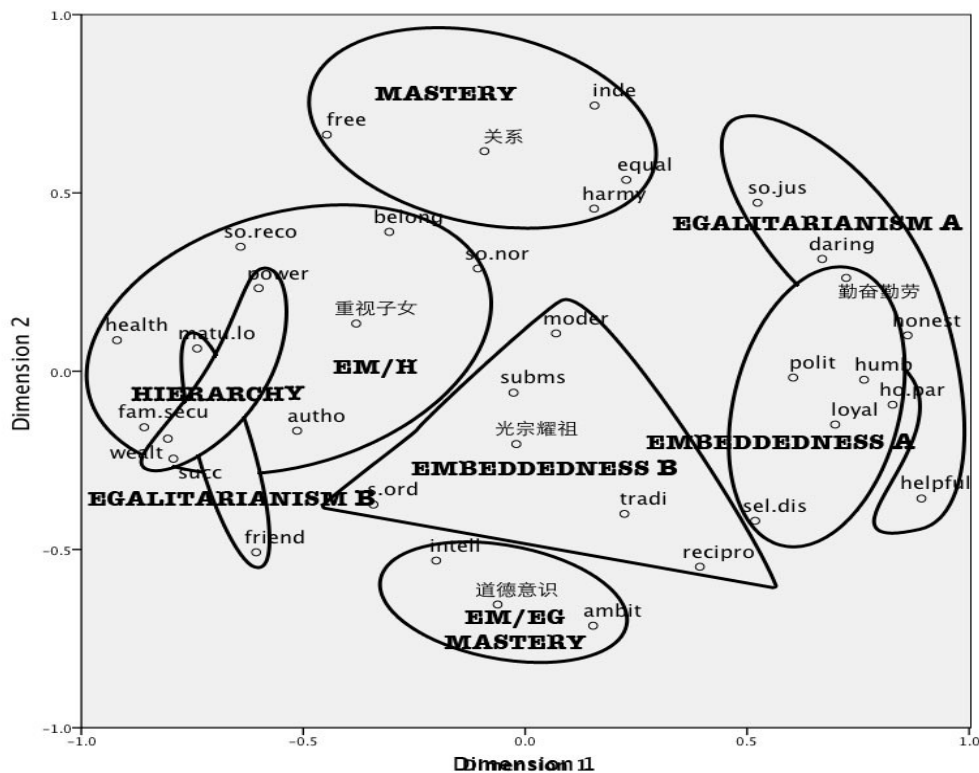 1.0
MASTERY
inde
free
关系
equal
0.5
harmy
so.jus
belong
EGALITARIANISM A
so.reco
daring
so.nor
power
勤奋勤劳
重视子女
health
matu.lo
moder
honest
Dimension 2
0.0
EM/H
polit
humb
subms
HIERARCHY
ho.par
fam.secu
autho
光宗耀祖
loyal
EMBEDDEDNESS A
wealt
EMBEDDEDNESS B
succ
EGALITARIANISM B
s.ord
tradi
sel.dis
helpful
friend
-0.5
intell
recipro
道德意识
EM/EG
MASTERY
ambit
-1.0
-1.0 -0.5 0.0 0.5 1.0
Dimension 1